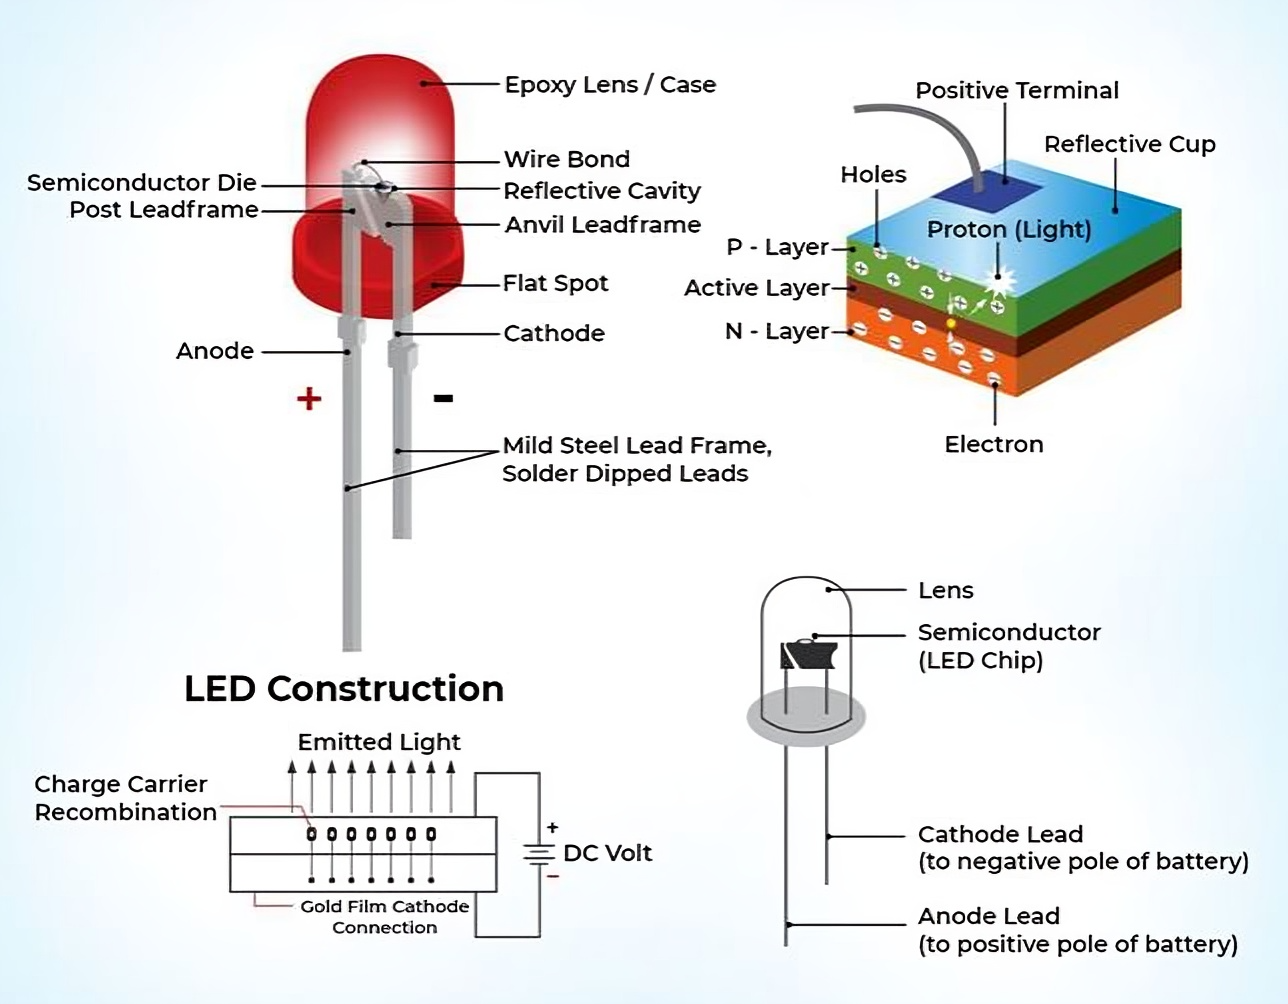 Epoxy Lens / Case
Wire Bond
Semiconductor Die
Reflective Cavity
Post Leadframe
Anvil Leadframe
Flat Spot
Cathode
Anode
+
-
Mild Steel Lead Frame,
Solder Dipped Leads
Positive Terminal
Reflective Cup
Holes
Proton (Light)
P - Layer
Active Layer
N - Layer
Electron
LED Construction
Emitted Light
Charge Carrier
Recombination
+
DC Volt
–
Gold Film Cathode
Connection
Lens
Semiconductor
(LED Chip)
Cathode Lead
(to negative pole of battery)
Anode Lead
(to positive pole of battery)